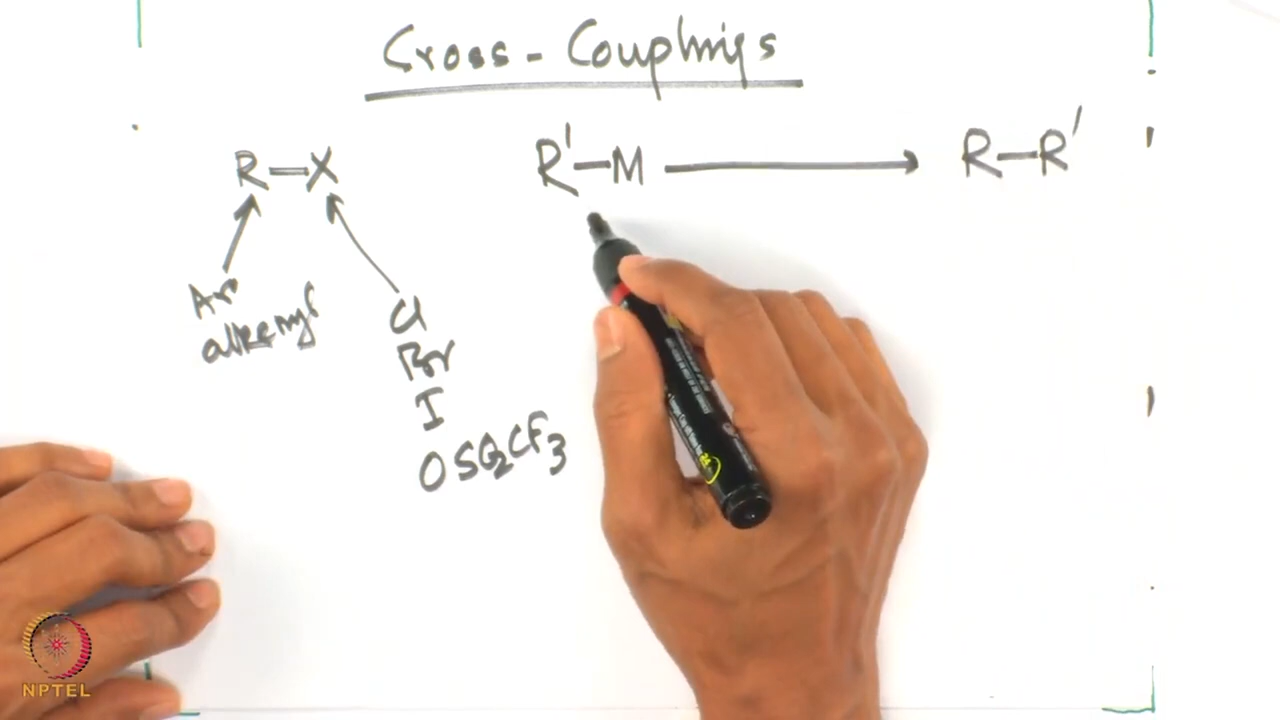 Cross-Couplings
R-X R'-M → R-R'
Ar
alkenyl
Cl
Br
I
OSO2CF3
NPTEL